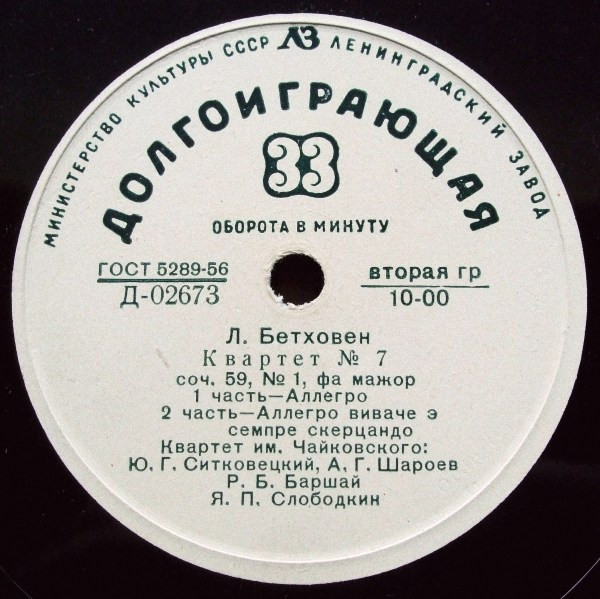 МИНИСТЕРСТВО КУЛЬТУРЫ СССР ЛЗ ЛЕНИНГРАДСКИЙ ЗАВОД
ДОЛГОИГРАЮЩАЯ
33
ОБОРОТА В МИНУТУ
ГОСТ 5289-56
Д-02673
вторая гр
10-00
Л. Бетховен
Квартет № 7
соч. 59, № 1, фа мажор
1 часть—Аллегро
2 часть—Аллегро виваче э
семпре скерцандо
Квартет им. Чайковского:
Ю. Г. Ситковецкий, А. Г. Шароев
Р. Б. Баршай
Я. П. Слободкин